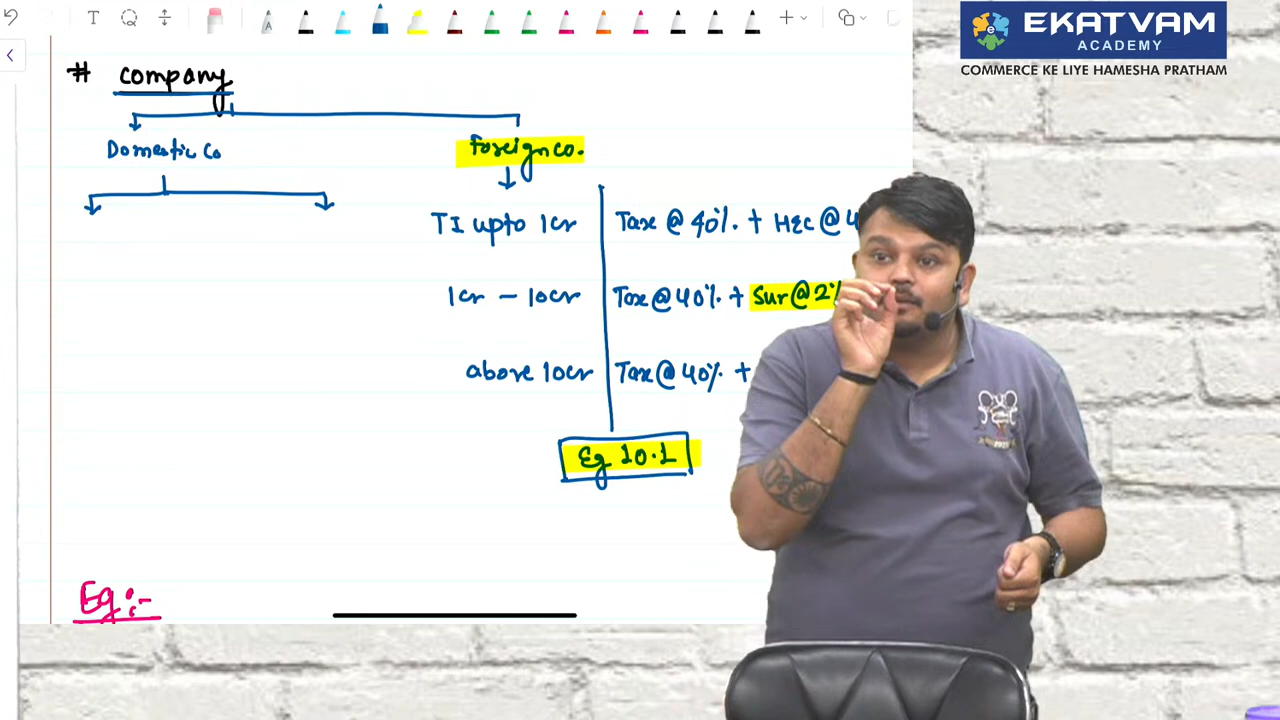 EKATVAM
ACADEMY
COMMERCE KE LIYE HAMESHA PRATHAM
# Company
Domestic Co
Foreign co.
TI upto 1cr Tax @ 40%. + H&C @ 4
1cr - 10cr Tax @ 40%. + Sur @ 2%
above 10cr Tax @ 40%. +
Eg 10.1
Eg:-